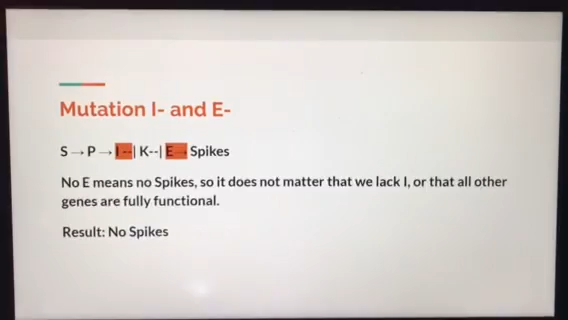 Mutation I- and E-
S→P→I--| K--| E→ Spikes
No E means no Spikes, so it does not matter that we lack I, or that all other
genes are fully functional.
Result: No Spikes